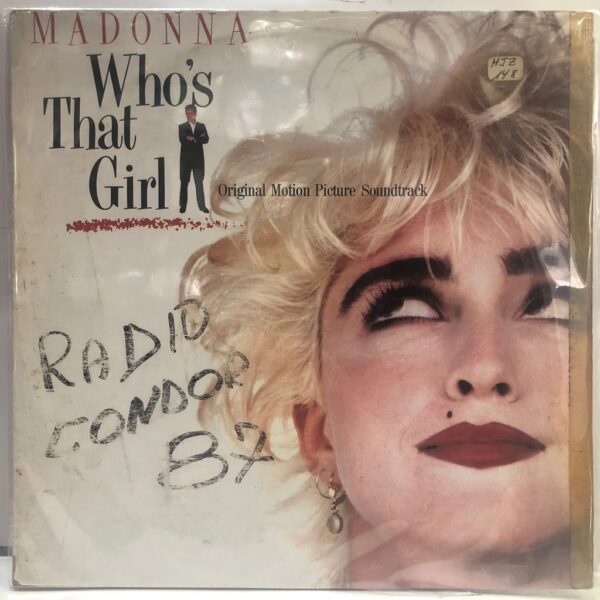 MADONNA
Who's
That
Girl
Original Motion Picture Soundtrack
HJZ
148
RADIO
CONDOR
87